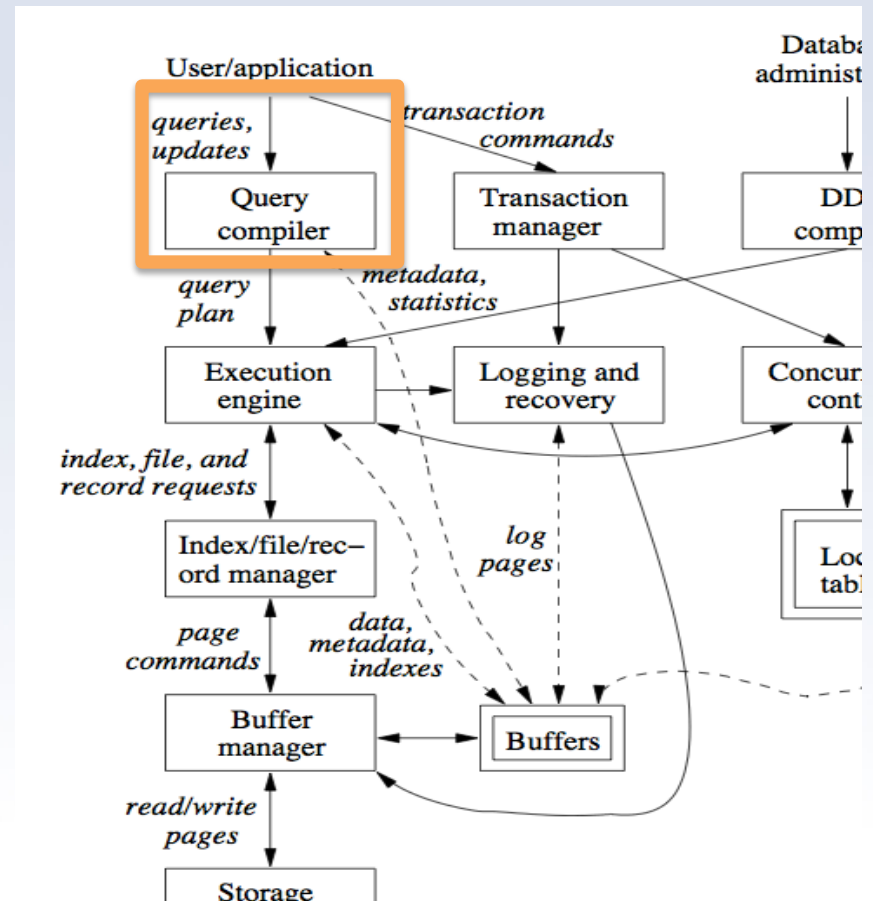 Databa
User/application
administ
queries,
updates
transaction
commands
Query
compiler
Transaction
manager
DD
comp
query
plan
metadata,
statistics
Execution
engine
Logging and
recovery
Concur
cont
index, file, and
record requests
Index/file/rec–
ord manager
log
pages
Loc
tabl
page
commands
data,
metadata,
indexes
Buffer
manager
Buffers
read/write
pages
Storage